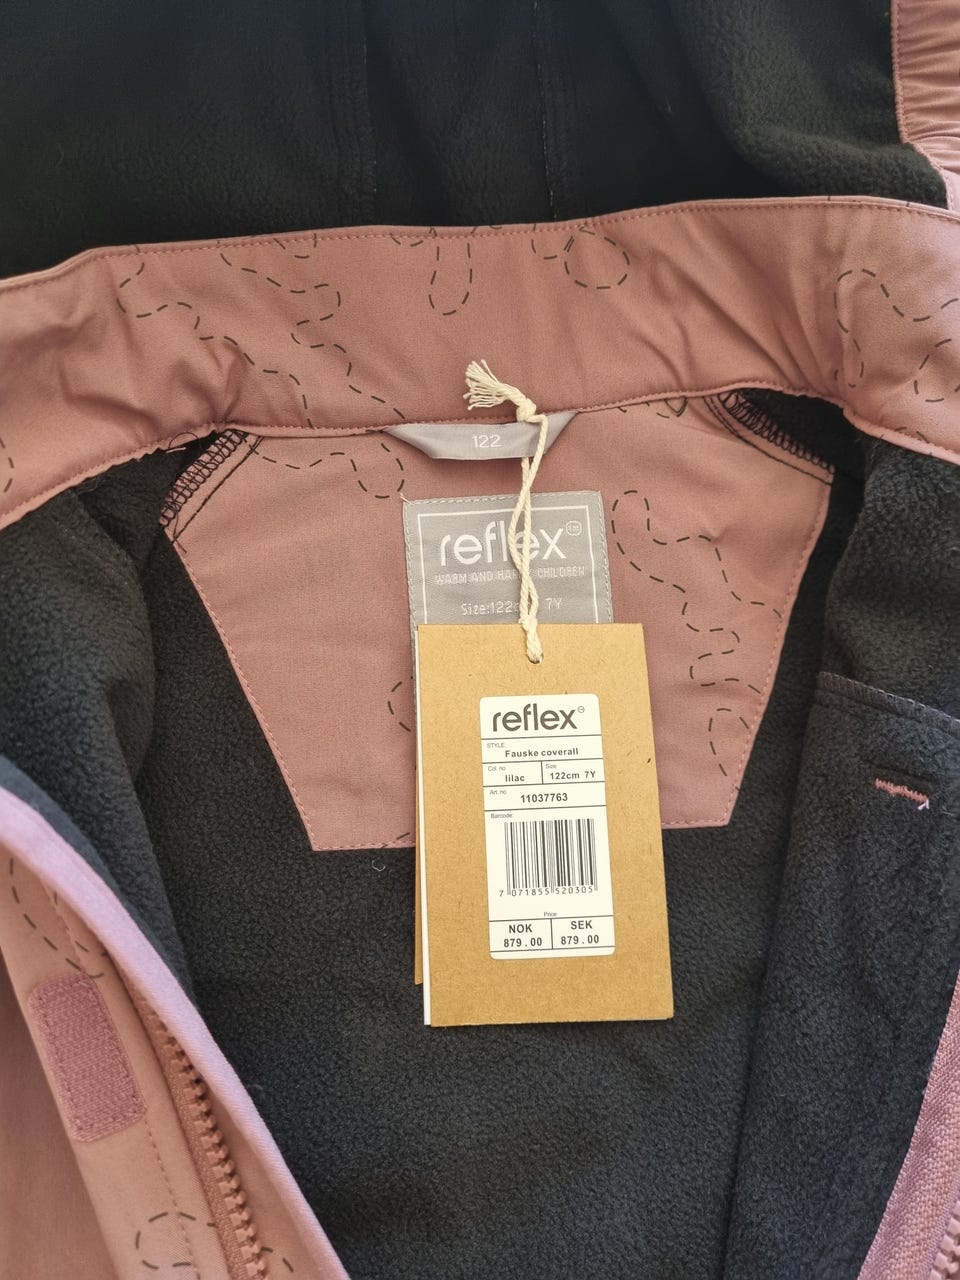 122
reflex
WARM AND HAPPY CHILDREN
Size:122c 7Y
reflex
STYLE:
Fauske coverall
Col. no Size
lilac 122cm 7Y
Art. no
11037763
Barcode:
7 071855 520305
Price
NOK SEK
879.00 879.00